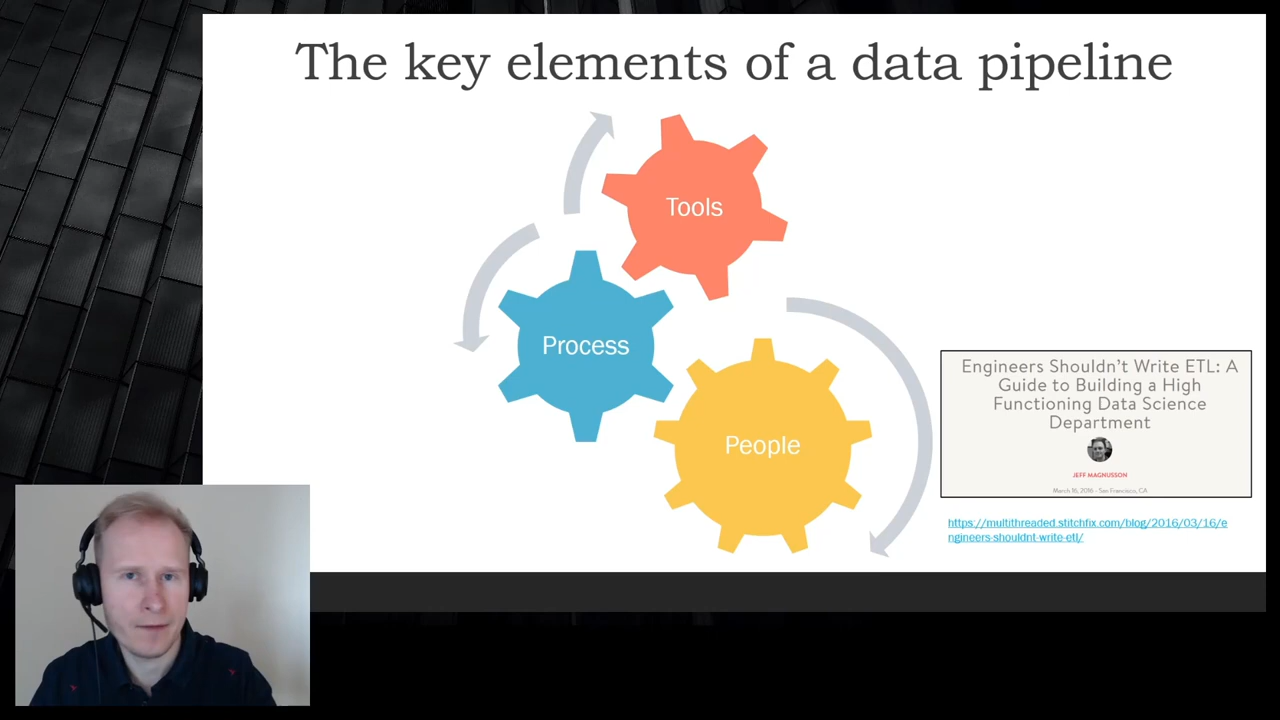 The key elements of a data pipeline
Tools
Process
People
Engineers Shouldn't Write ETL: A
Guide to Building a High
Functioning Data Science
Department
JEFF MAGNUSSON
March 16, 2016 - San Francisco, CA
https://multithreaded.stitchfix.com/blog/2016/03/16/e
ngineers-shouldnt-write-etl/